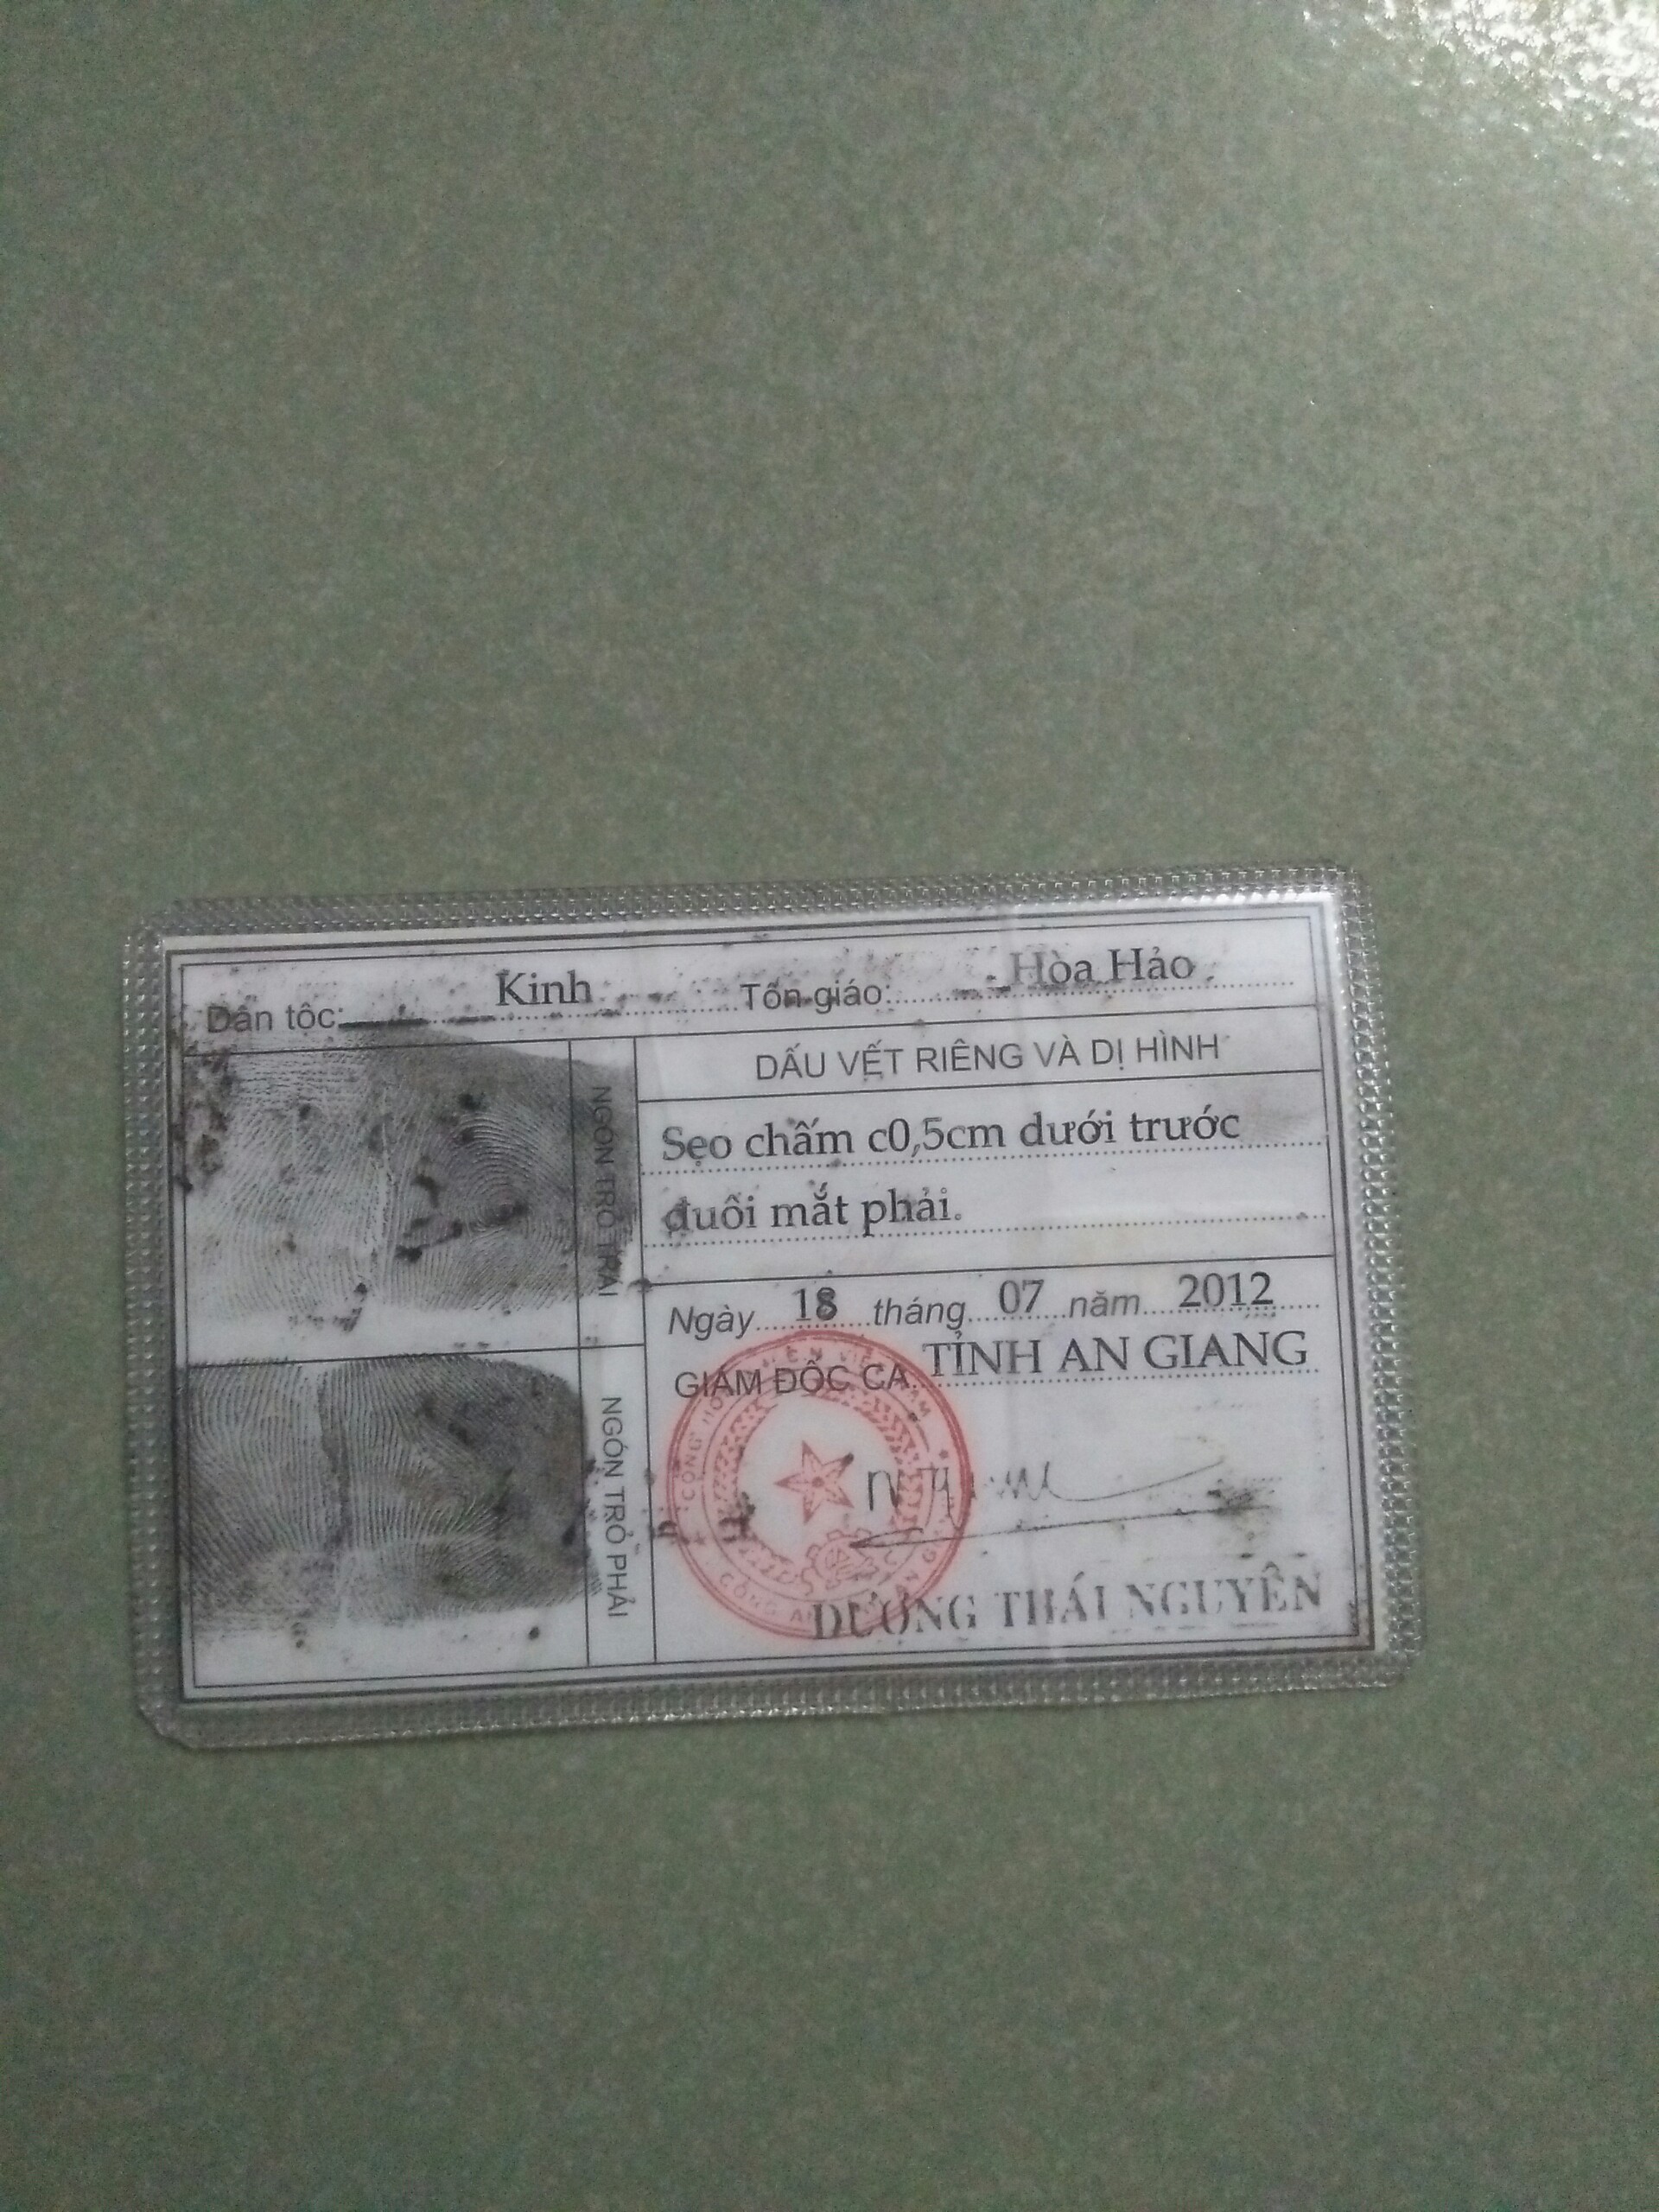 Dân tộc: Kinh Tôn giáo: Hòa Hảo
NGÓN TRỎ TRÁI
DẤU VẾT RIÊNG VÀ DỊ HÌNH
Sẹo chấm c0,5cm dưới trước
đuôi mắt phải.
NGÓN TRỎ PHẢI
Ngày 18 tháng 07 năm 2012
GIÁM ĐỐC CA TỈNH AN GIANG
DƯƠNG THÁI NGUYÊN